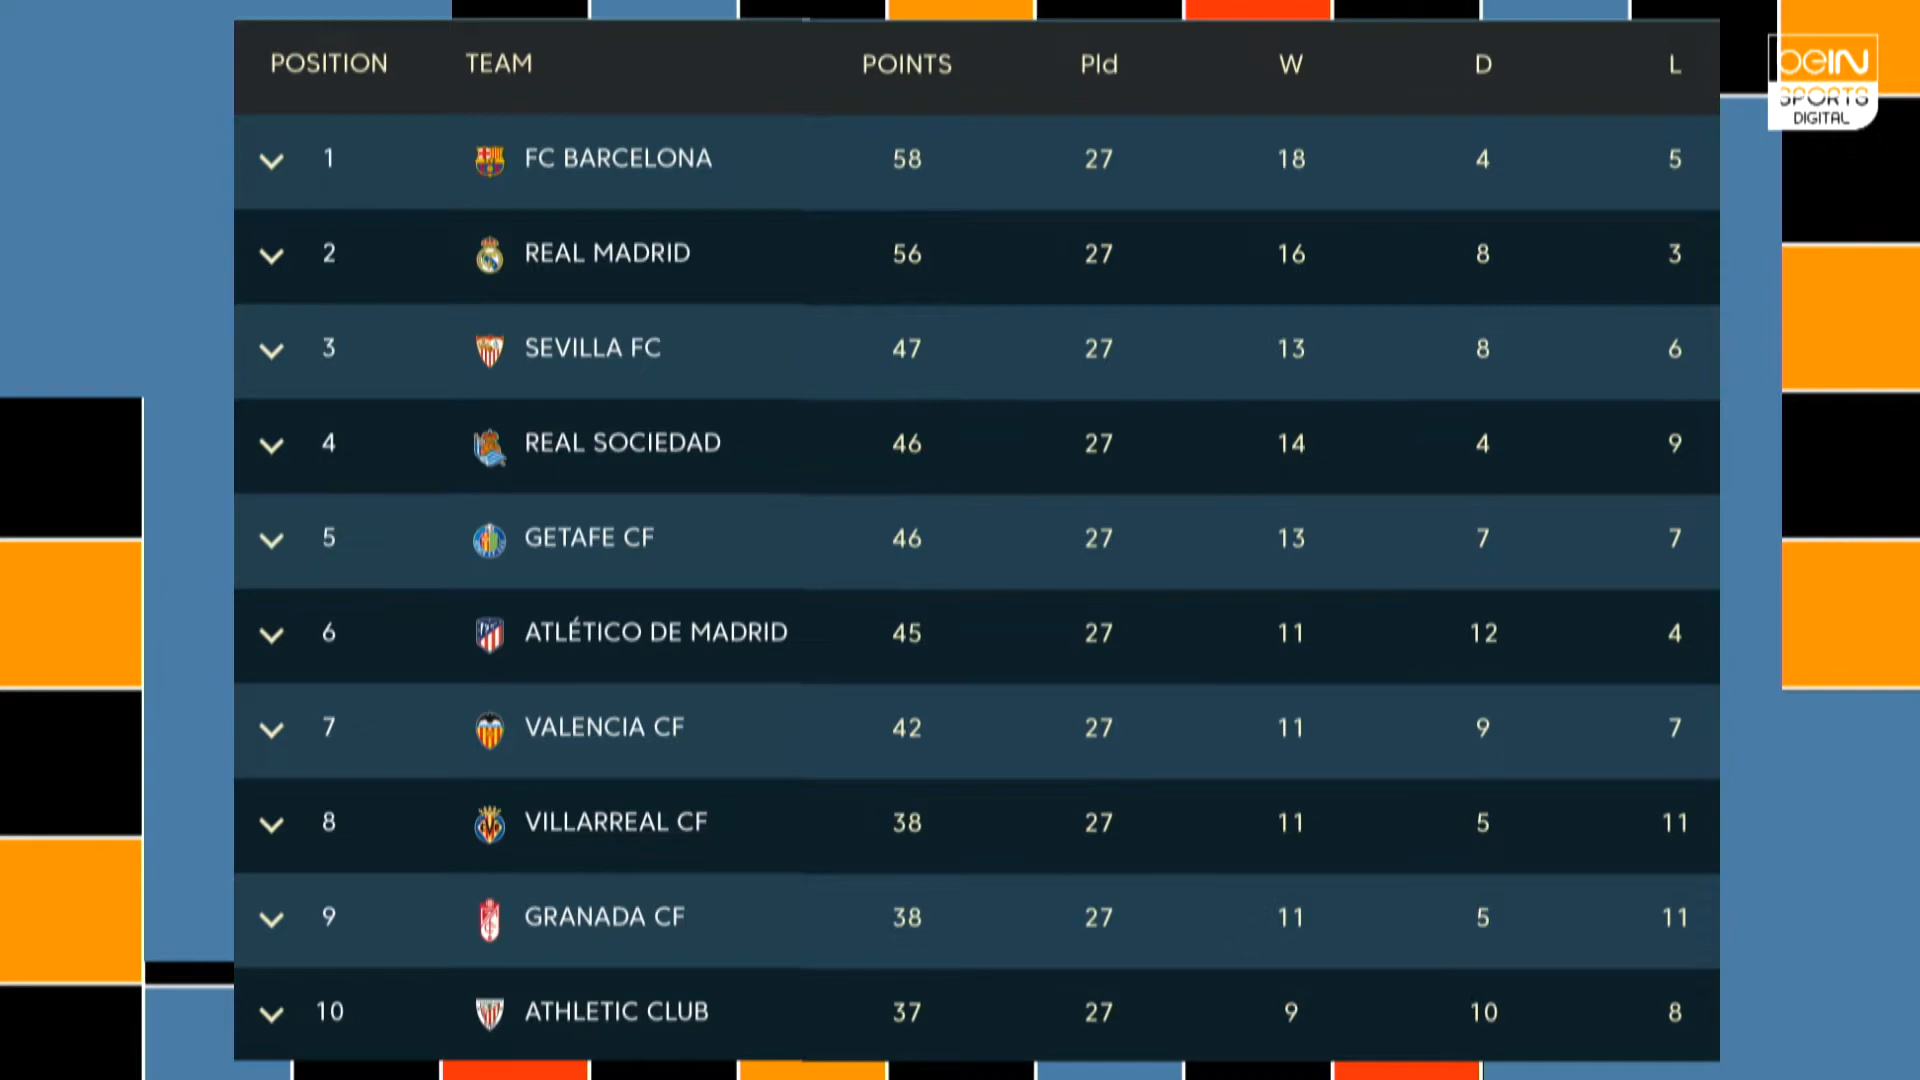 POSITION TEAM POINTS Pld W D L
1 FC BARCELONA 58 27 18 4 5
2 REAL MADRID 56 27 16 8 3
3 SEVILLA FC 47 27 13 8 6
4 REAL SOCIEDAD 46 27 14 4 9
5 GETAFE CF 46 27 13 7 7
6 ATLÉTICO DE MADRID 45 27 11 12 4
7 VALENCIA CF 42 27 11 9 7
8 VILLARREAL CF 38 27 11 5 11
9 GRANADA CF 38 27 11 5 11
10 ATHLETIC CLUB 37 27 9 10 8
beIN
SPORTS
DIGITAL